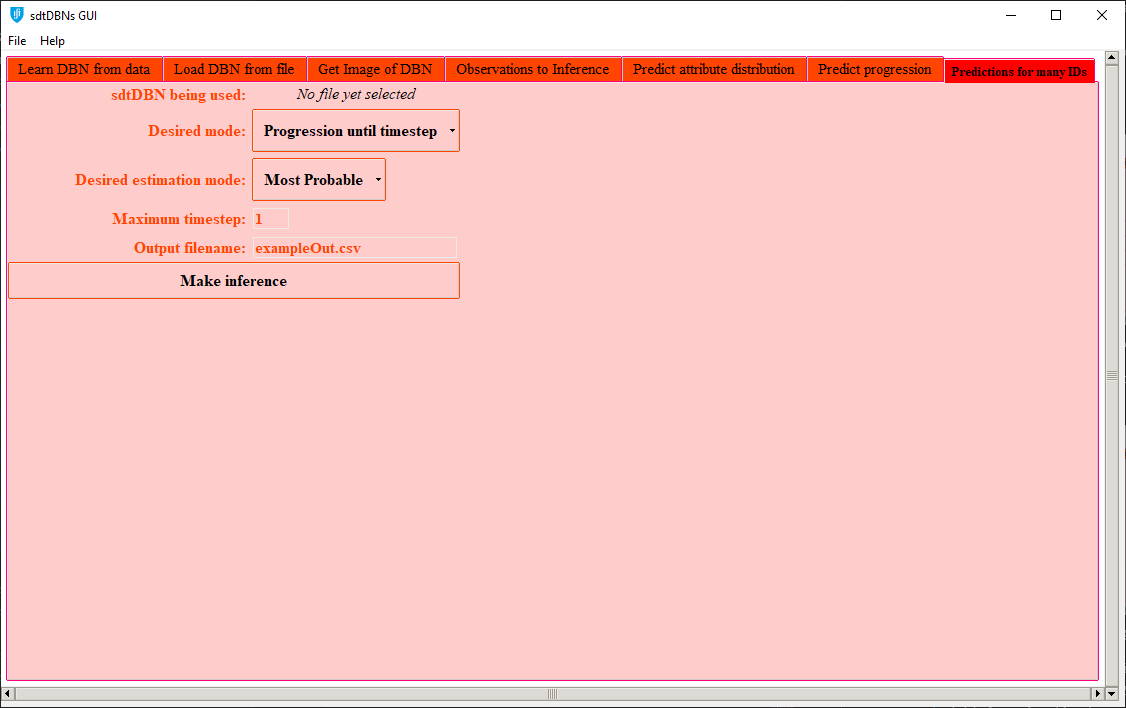 sdtDBNs GUI
File Help
Learn DBN from data Load DBN from file Get Image of DBN Observations to Inference Predict attribute distribution Predict progression Predictions for many IDs
sdtDBN being used: No file yet selected
Desired mode: Progression until timestep
Desired estimation mode: Most Probable
Maximum timestep: 1
Output filename: exampleOut.csv
Make inference